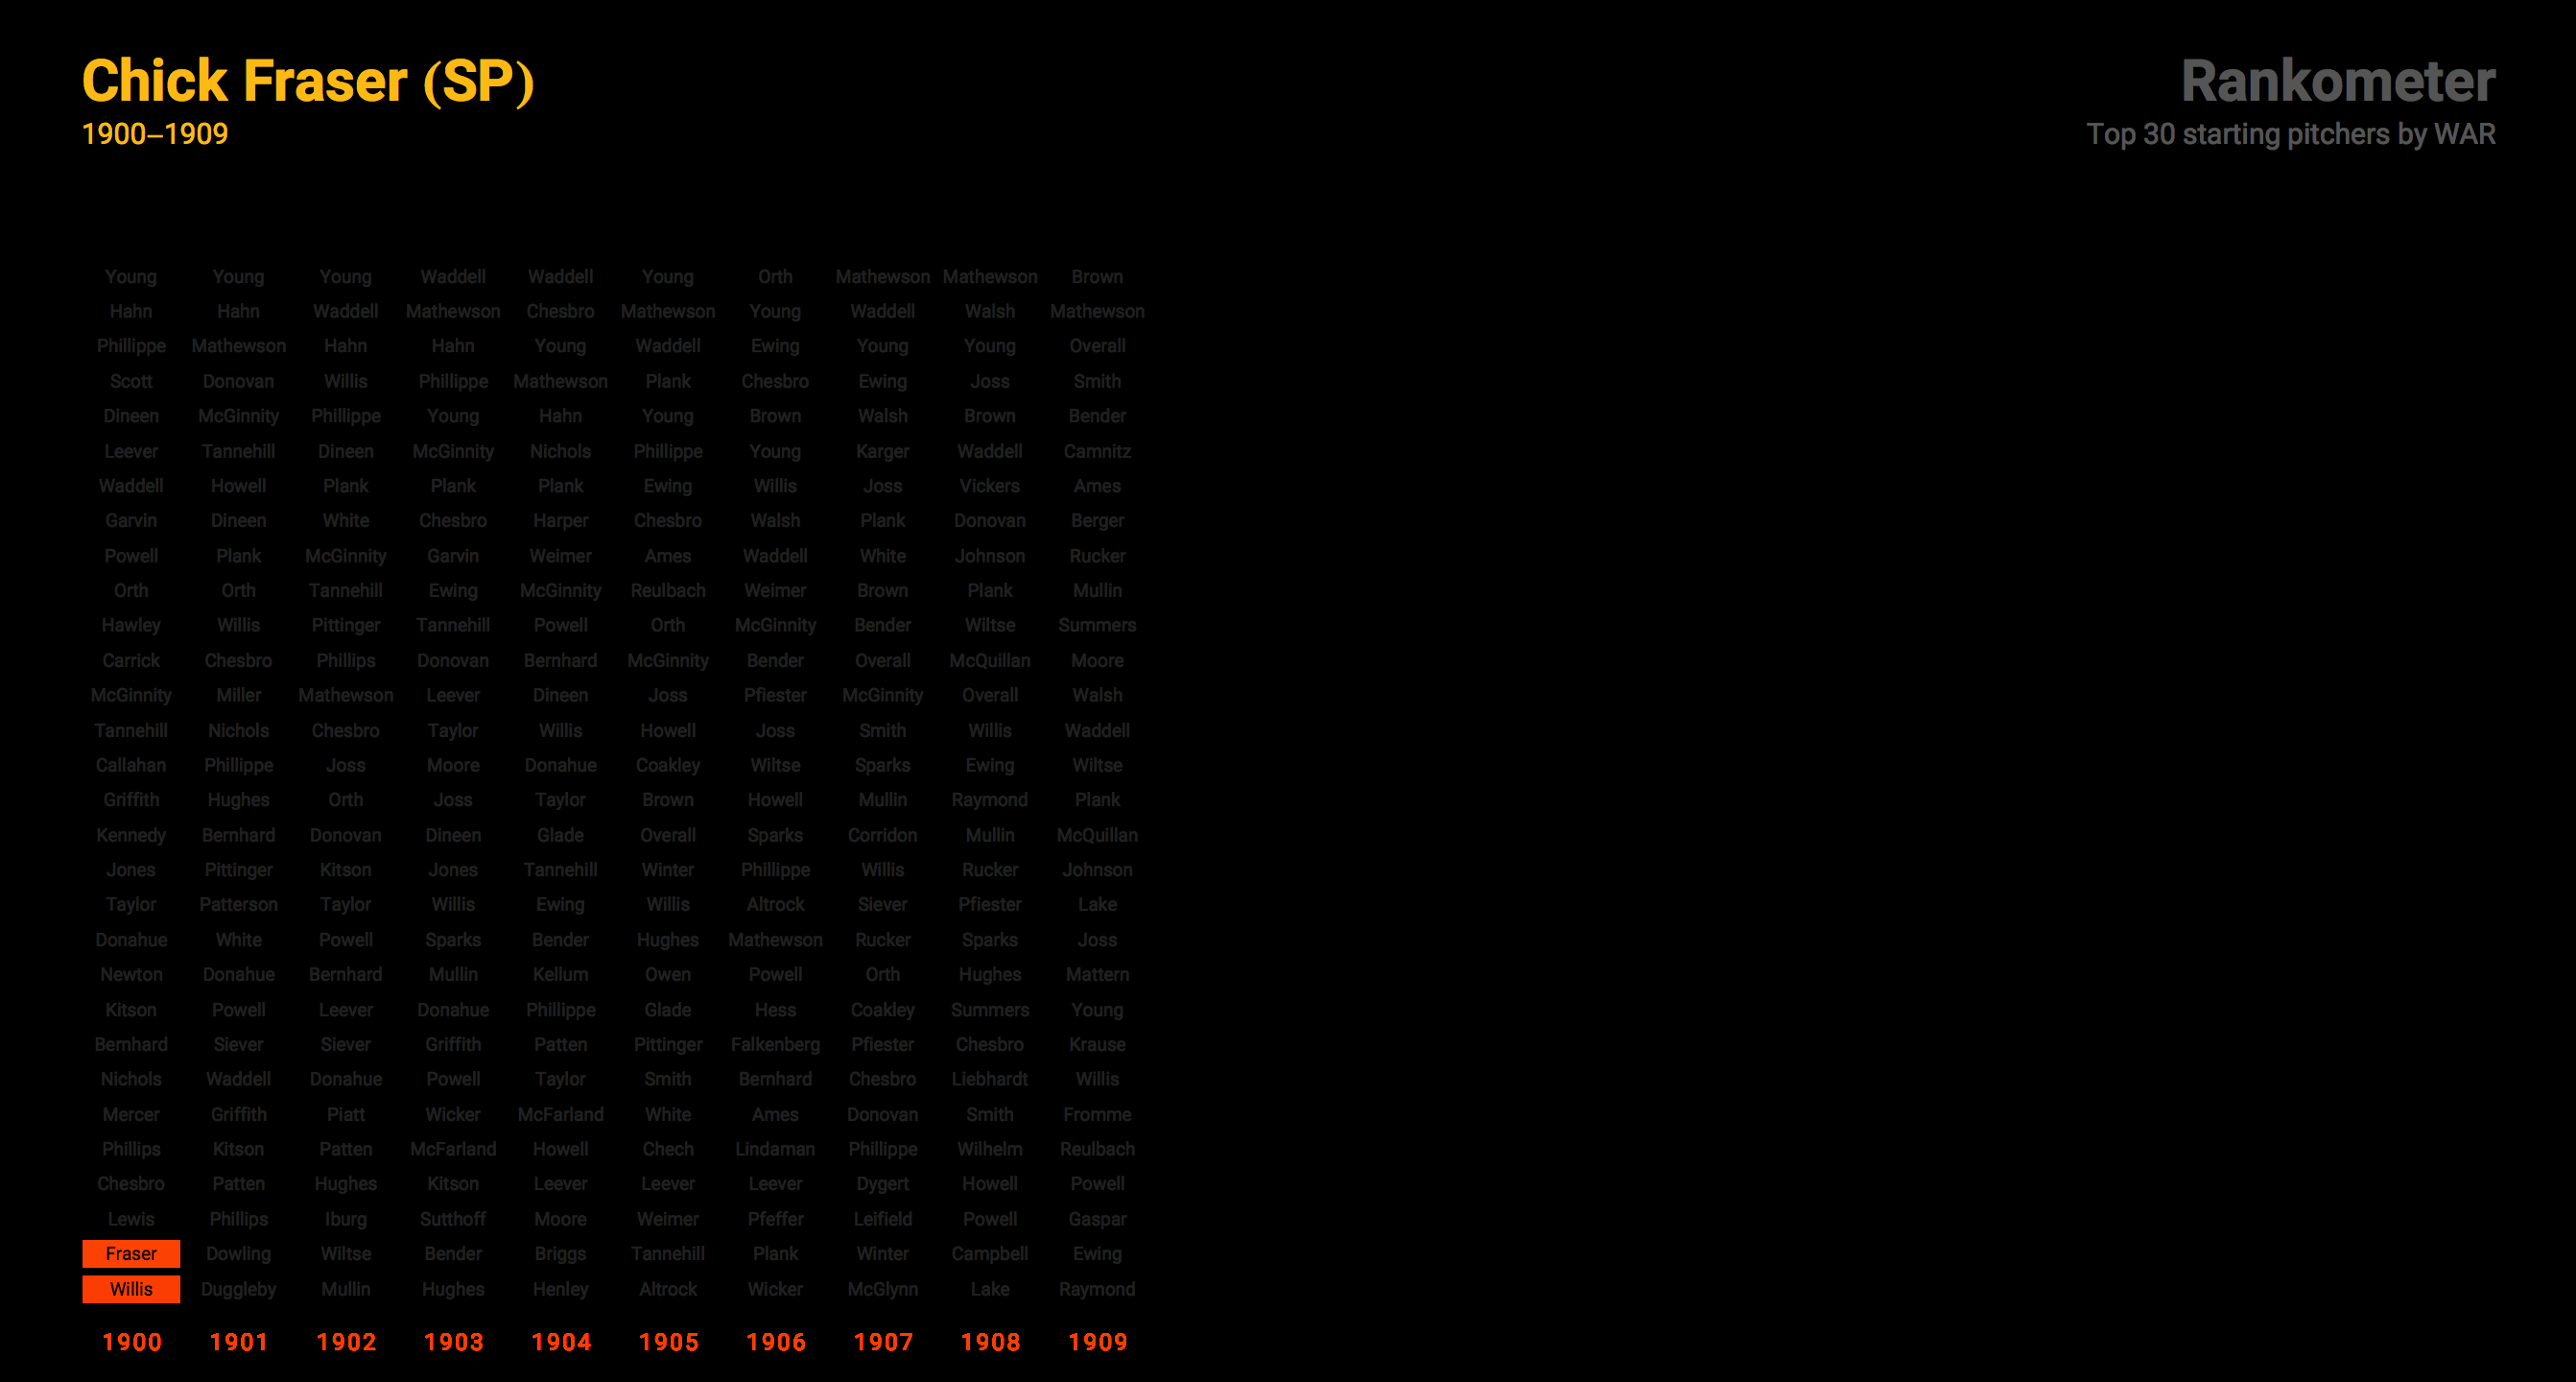 Chick Fraser (SP)
1900–1909
Rankometer
Top 30 starting pitchers by WAR
Young Young Young Waddell Waddell Young Orth Mathewson Mathewson Brown
Hahn Hahn Waddell Mathewson Chesbro Mathewson Young Waddell Walsh Mathewson
Phillippe Mathewson Hahn Hahn Young Waddell Ewing Young Young Overall
Scott Donovan Willis Phillippe Mathewson Plank Chesbro Ewing Joss Smith
Dineen McGinnity Phillippe Young Hahn Young Brown Walsh Brown Bender
Leever Tannehill Dineen McGinnity Nichols Phillippe Young Karger Waddell Camnitz
Waddell Howell Plank Plank Plank Ewing Willis Joss Vickers Ames
Garvin Dineen White Chesbro Harper Chesbro Walsh Plank Donovan Berger
Powell Plank McGinnity Garvin Weimer Ames Waddell White Johnson Rucker
Orth Orth Tannehill Ewing McGinnity Reulbach Weimer Brown Plank Mullin
Hawley Willis Pittinger Tannehill Powell Orth McGinnity Bender Wiltse Summers
Carrick Chesbro Phillips Donovan Bernhard McGinnity Bender Overall McQuillan Moore
McGinnity Miller Mathewson Leever Dineen Joss Pfiester McGinnity Overall Walsh
Tannehill Nichols Chesbro Taylor Willis Howell Joss Smith Willis Waddell
Callahan Phillippe Joss Moore Donahue Coakley Wiltse Sparks Ewing Wiltse
Griffith Hughes Orth Joss Taylor Brown Howell Mullin Raymond Plank
Kennedy Bernhard Donovan Dineen Glade Overall Sparks Corridon Mullin McQuillan
Jones Pittinger Kitson Jones Tannehill Winter Phillippe Willis Rucker Johnson
Taylor Patterson Taylor Willis Ewing Willis Altrock Siever Pfiester Lake
Donahue White Powell Sparks Bender Hughes Mathewson Rucker Sparks Joss
Newton Donahue Bernhard Mullin Kellum Owen Powell Orth Hughes Mattern
Kitson Powell Leever Donahue Phillippe Glade Hess Coakley Summers Young
Bernhard Siever Siever Griffith Patten Pittinger Falkenberg Pfiester Chesbro Krause
Nichols Waddell Donahue Powell Taylor Smith Bernhard Chesbro Liebhardt Willis
Mercer Griffith Piatt Wicker McFarland White Ames Donovan Smith Fromme
Phillips Kitson Patten McFarland Howell Chech Lindaman Phillippe Wilhelm Reulbach
Chesbro Patten Hughes Kitson Leever Leever Leever Dygert Howell Powell
Lewis Phillips Iburg Sutthoff Moore Weimer Pfeffer Leifield Powell Gaspar
Fraser Dowling Wiltse Bender Briggs Tannehill Plank Winter Campbell Ewing
Willis Duggleby Mullin Hughes Henley Altrock Wicker McGlynn Lake Raymond
1900 1901 1902 1903 1904 1905 1906 1907 1908 1909